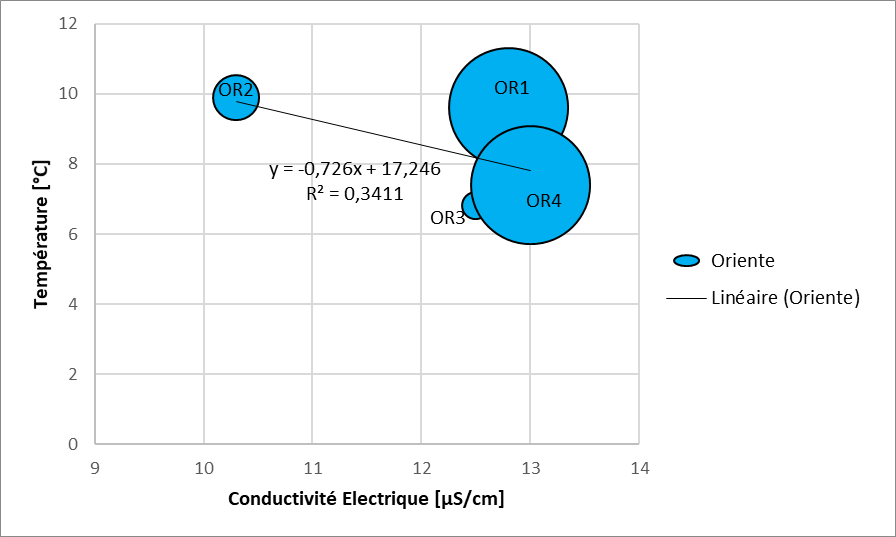 12
10
8
6
4
2
0
Température [°C]
OR2
OR1
y = -0,726x + 17,246
R² = 0,3411
OR3
OR4
Oriente
Linéaire (Oriente)
9 10 11 12 13 14
Conductivité Electrique [µS/cm]